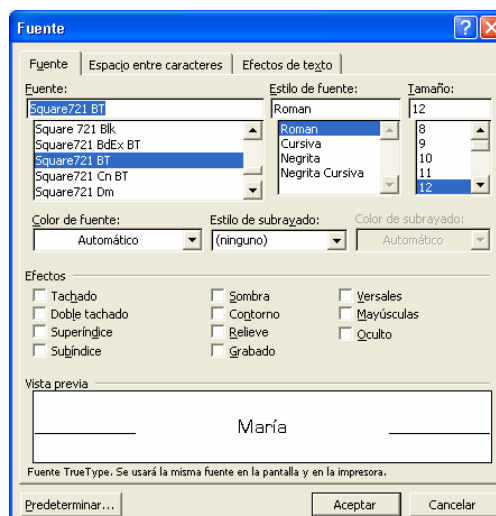 Fuente
Fuente Espacio entre caracteres Efectos de texto
Fuente: Estilo de fuente: Tamaño:
Square721 BT Roman 12
Square 721 Blk Roman 8
Square721 BdEx BT Cursiva 9
Square721 BT Negrita 10
Square721 Cn BT Negrita Cursiva 11
Square721 Dm 12
Color de fuente: Estilo de subrayado: Color de subrayado:
Automático (ninguno) Automático
Efectos
Tachado Sombra Versales
Doble tachado Contorno Mayúsculas
Superíndice Relieve Oculto
Subíndice Grabado
Vista previa
María
Fuente TrueType. Se usará la misma fuente en la pantalla y en la impresora.
Predeterminar... Aceptar Cancelar